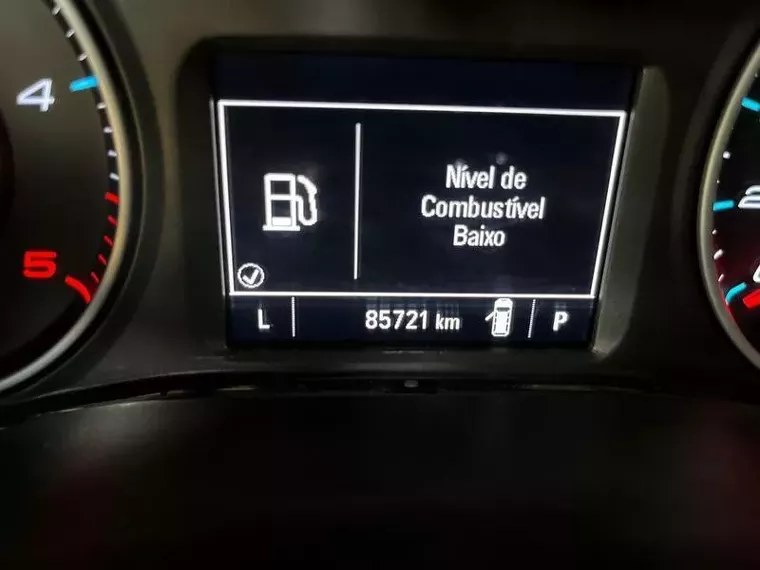 4
5
Nível de
Combustível
Baixo
L 85721 km P